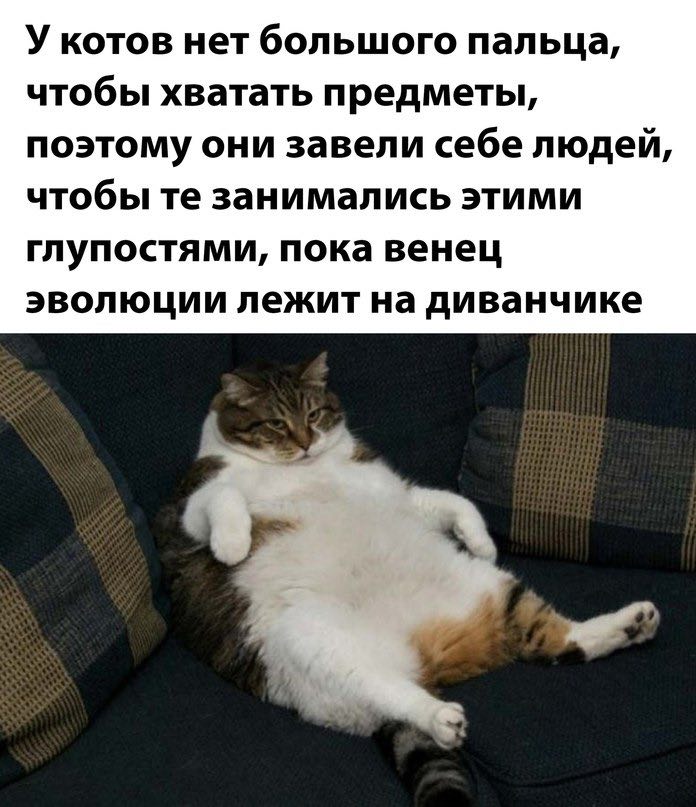 У котов нет большого пальца,
чтобы хватать предметы,
поэтому они завели себе людей,
чтобы те занимались этими
глупостями, пока венец
эволюции лежит на диванчике